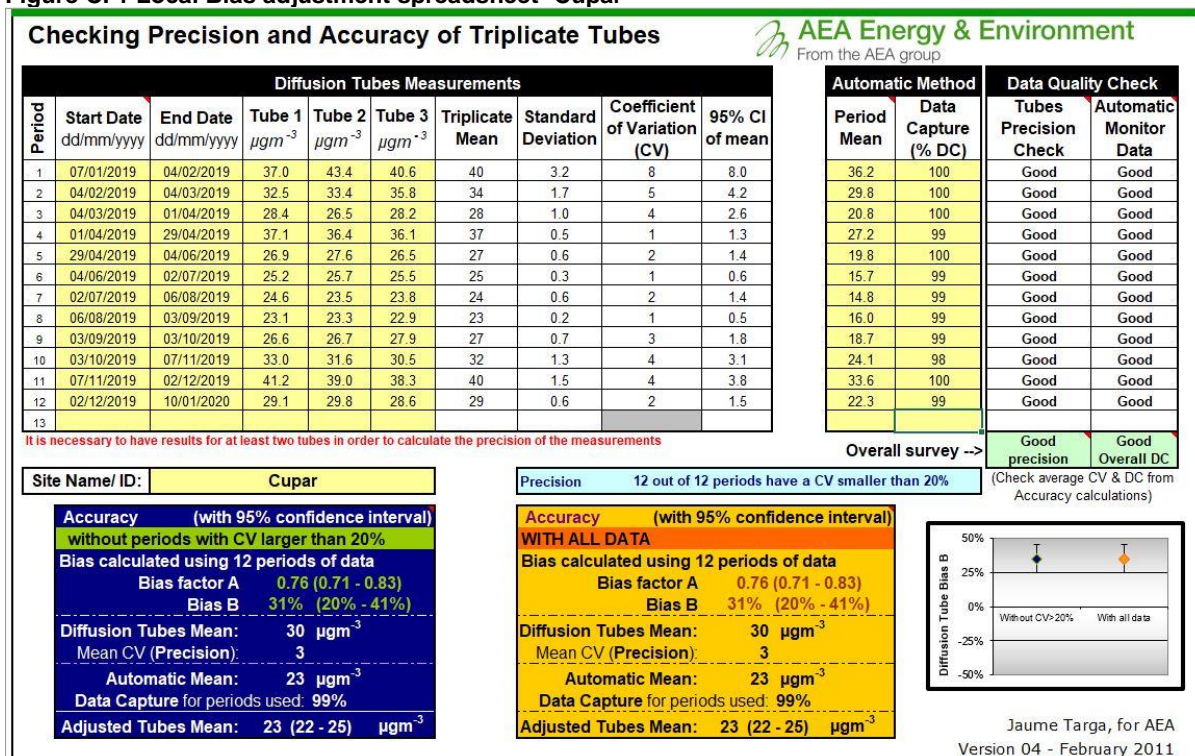 Figure C.1 Local Bias adjustment spreadsheet- Cupar
Checking Precision and Accuracy of Triplicate Tubes
AEA Energy & Environment
From the AEA group
Diffusion Tubes Measurements
Automatic Method
Data Quality Check
Period Start Date dd/mm/yyyy End Date dd/mm/yyyy Tube 1 µgm-3 Tube 2 µgm-3 Tube 3 µgm-3 Triplicate Mean Standard Deviation Coefficient of Variation (CV) 95% CI of mean Period Mean Data Capture (% DC) Tubes Precision Check Automatic Monitor Data
1 07/01/2019 04/02/2019 37.0 43.4 40.6 40 3.2 8 8.0 36.2 100 Good Good
2 04/02/2019 04/03/2019 32.5 33.4 35.8 34 1.7 5 4.2 29.8 100 Good Good
3 04/03/2019 01/04/2019 28.4 26.5 28.2 28 1.0 4 2.6 20.8 100 Good Good
4 01/04/2019 29/04/2019 37.1 36.4 36.1 37 0.5 1 1.3 27.2 99 Good Good
5 29/04/2019 04/06/2019 26.9 27.6 26.5 27 0.6 2 1.4 19.8 100 Good Good
6 04/06/2019 02/07/2019 25.2 25.7 25.5 25 0.3 1 0.6 15.7 99 Good Good
7 02/07/2019 06/08/2019 24.6 23.5 23.8 24 0.6 2 1.4 14.8 99 Good Good
8 06/08/2019 03/09/2019 23.1 23.3 22.9 23 0.2 1 0.5 16.0 99 Good Good
9 03/09/2019 03/10/2019 26.6 26.7 27.9 27 0.7 3 1.8 18.7 99 Good Good
10 03/10/2019 07/11/2019 33.0 31.6 30.5 32 1.3 4 3.1 24.1 98 Good Good
11 07/11/2019 02/12/2019 41.2 39.0 38.3 40 1.5 4 3.8 33.6 100 Good Good
12 02/12/2019 10/01/2020 29.1 29.8 28.6 29 0.6 2 1.5 22.3 99 Good Good
13
It is necessary to have results for at least two tubes in order to calculate the precision of the measurements
Overall survey -->
Good precision
Good Overall DC
Site Name/ ID: Cupar
Precision 12 out of 12 periods have a CV smaller than 20%
(Check average CV & DC from
Accuracy calculations)
Accuracy (with 95% confidence interval)
without periods with CV larger than 20%
Bias calculated using 12 periods of data
Bias factor A 0.76 (0.71 - 0.83)
Bias B 31% (20% - 41%)
Diffusion Tubes Mean: 30 µgm-3
Mean CV (Precision): 3
Automatic Mean: 23 µgm-3
Data Capture for periods used: 99%
Adjusted Tubes Mean: 23 (22 - 25) µgm-3
Accuracy (with 95% confidence interval)
WITH ALL DATA
Bias calculated using 12 periods of data
Bias factor A 0.76 (0.71 - 0.83)
Bias B 31% (20% - 41%)
Diffusion Tubes Mean: 30 µgm-3
Mean CV (Precision): 3
Automatic Mean: 23 µgm-3
Data Capture for periods used: 99%
Adjusted Tubes Mean: 23 (22 - 25) µgm-3
Diffusion Tube Bias B
50%
25%
0%
-25%
-50%
Without CV>20%
With all data
Jaume Targa, for AEA
Version 04 - February 2011